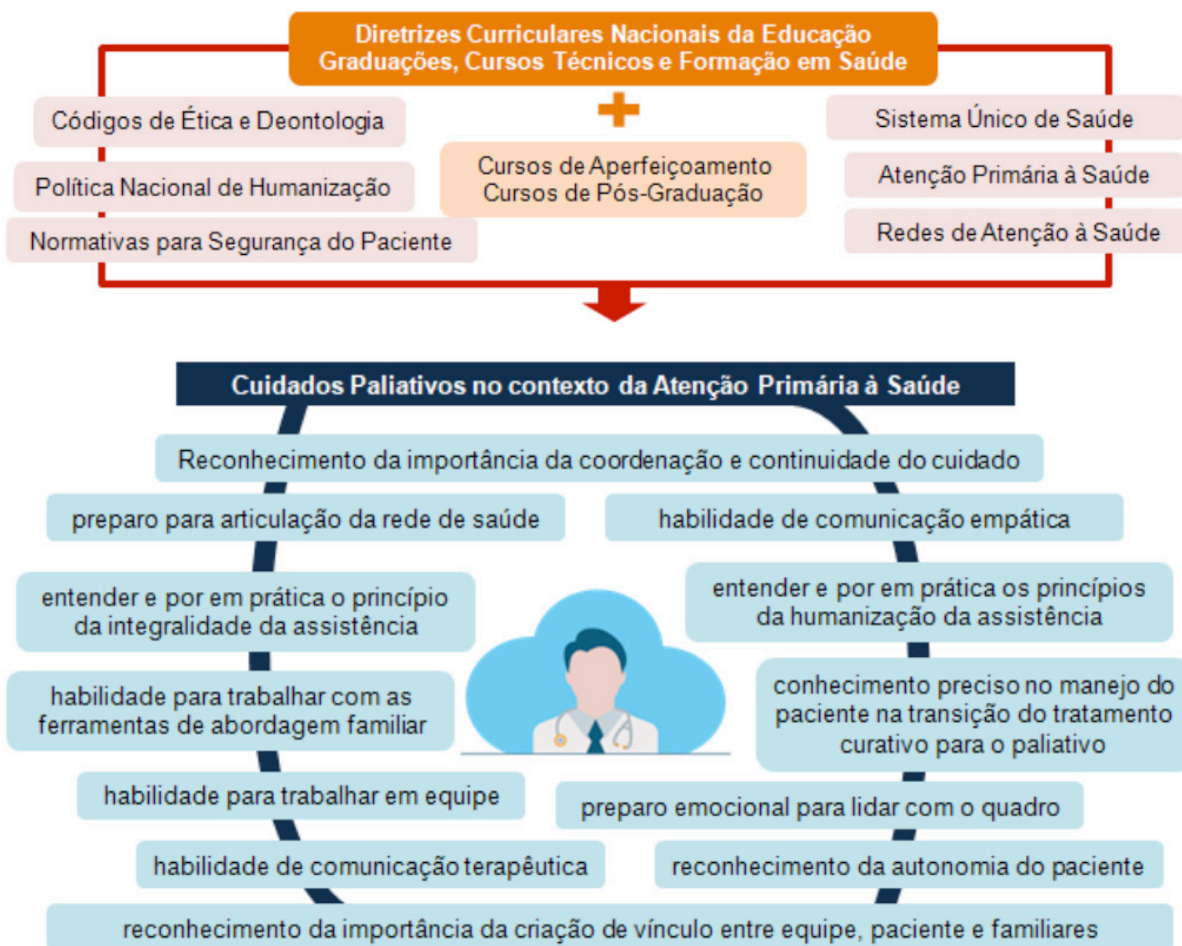 Diretrizes Curriculares Nacionais da Educação
Graduações, Cursos Técnicos e Formação em Saúde
Códigos de Ética e Deontologia
Política Nacional de Humanização
Normativas para Segurança do Paciente
Cursos de Aperfeiçoamento
Cursos de Pós-Graduação
Sistema Único de Saúde
Atenção Primária à Saúde
Redes de Atenção à Saúde
Cuidados Paliativos no contexto da Atenção Primária à Saúde
Reconhecimento da importância da coordenação e continuidade do cuidado
preparo para articulação da rede de saúde
habilidade de comunicação empática
entender e por em prática o princípio
da integralidade da assistência
entender e por em prática os princípios
da humanização da assistência
habilidade para trabalhar com as
ferramentas de abordagem familiar
conhecimento preciso no manejo do
paciente na transição do tratamento
curativo para o paliativo
habilidade para trabalhar em equipe
preparo emocional para lidar com o quadro
habilidade de comunicação terapêutica
reconhecimento da autonomia do paciente
reconhecimento da importância da criação de vínculo entre equipe, paciente e familiares